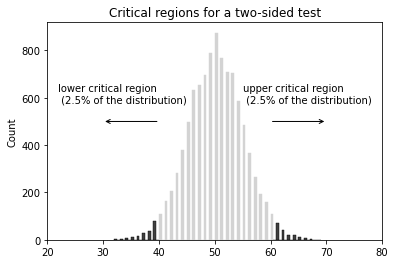 Critical regions for a two-sided test
800
600
400
200
0
Count
lower critical region
(2.5% of the distribution)
upper critical region
(2.5% of the distribution)
20 30 40 50 60 70 80